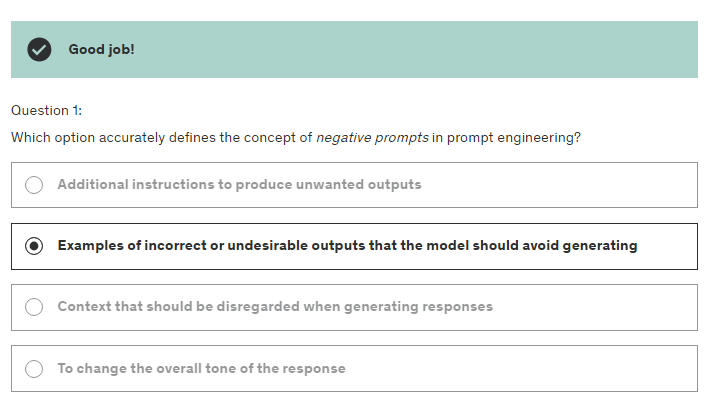 Good job!
Question 1:
Which option accurately defines the concept of negative prompts in prompt engineering?
Additional instructions to produce unwanted outputs
Examples of incorrect or undesirable outputs that the model should avoid generating
Context that should be disregarded when generating responses
To change the overall tone of the response